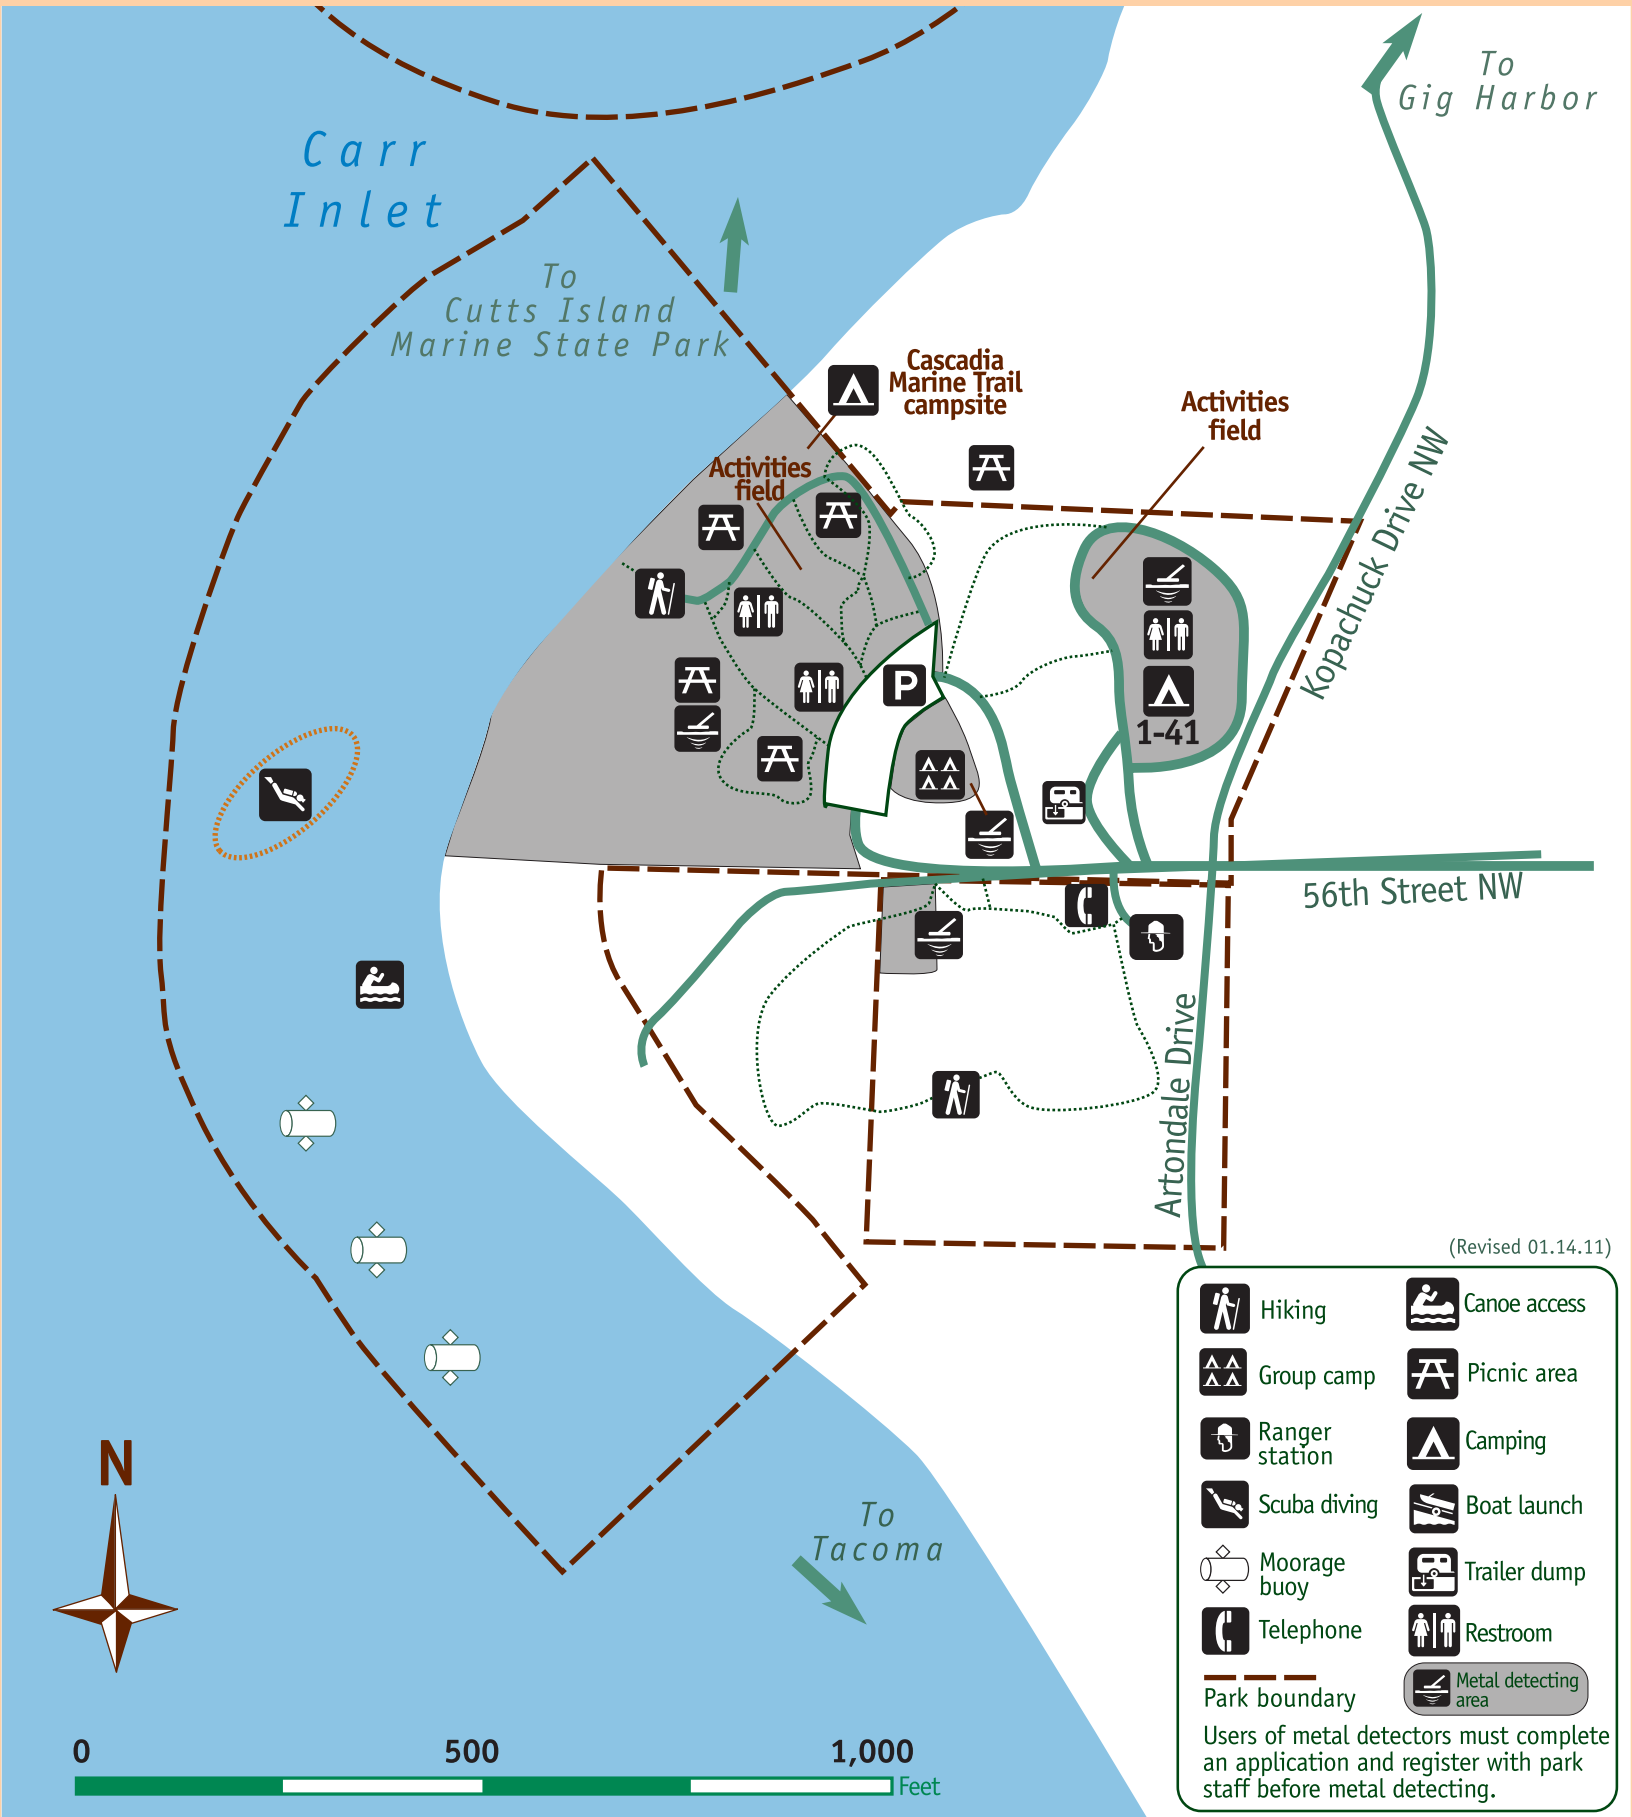 To
Gig Harbor
Carr
Inlet
To
Cutts Island
Marine State Park
Cascadia
Marine Trail
campsite
Activities
field
Activities
field
Kopachuck Drive NW
P
1-41
56th Street NW
Artondale Drive
To
Tacoma
N
0 500 1,000
Feet
(Revised 01.14.11)
Hiking
Canoe access
Group camp
Picnic area
Ranger
station
Camping
Scuba diving
Boat launch
Moorage
buoy
Trailer dump
Telephone
Restroom
Park boundary
Metal detecting
area
Users of metal detectors must complete
an application and register with park
staff before metal detecting.